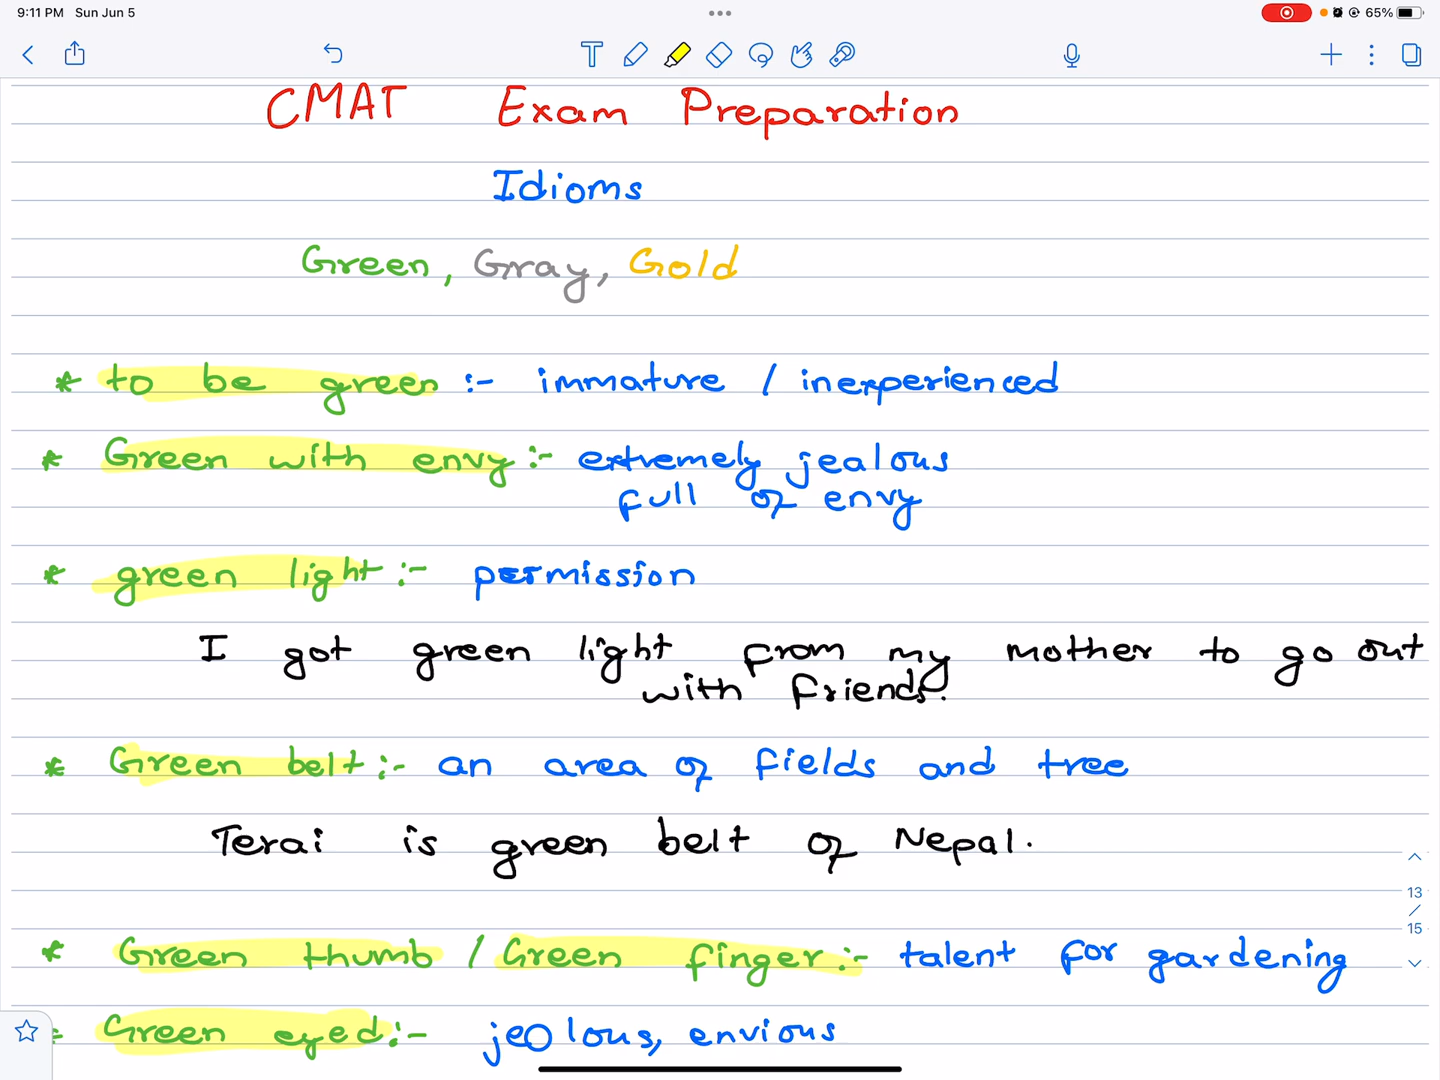 9:11 PM Sun Jun 5
65%
CMAT Exam Preparation
Idioms
Green, Gray, Gold
* to be green :- immature / inexperienced
* Green with envy :- extremely jealous
full of envy
* green light :- permission
I got green light from my mother to go out
with friends.
* Green belt :- an area of fields and tree
Terai is green belt of Nepal.
13
/
15
* Green thumb / Green finger :- talent for gardening
Green eyed :- jealous, envious